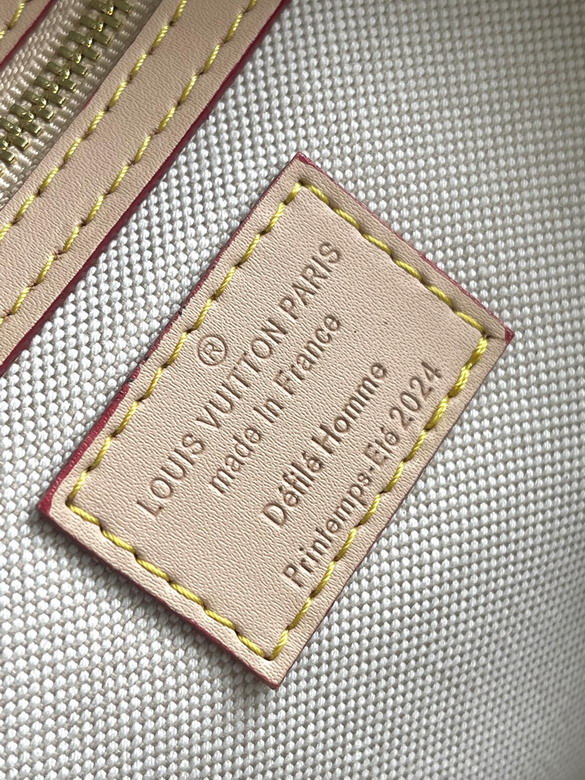 ®
LOUIS VUITTON PARIS
made in France
Défilé Homme
Printemps-Eté 2024